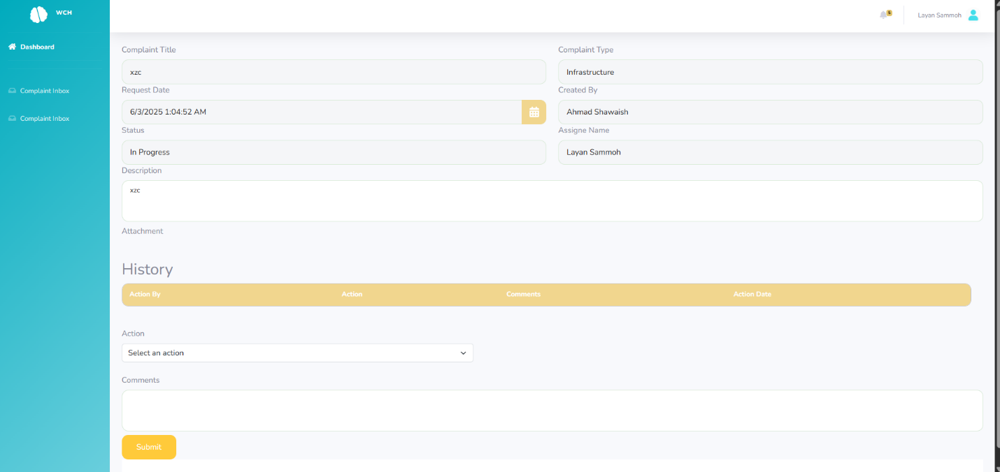 WCH
5
Layan Sammoh
Dashboard
Complaint Inbox
Complaint Inbox
Complaint Title
Complaint Type
xzc
Infrastructure
Request Date
Created By
6/3/2025 1:04:52 AM
Ahmad Shawaish
Status
Assigne Name
In Progress
Layan Sammoh
Description
xzc
Attachment
History
Action By Action Comments Action Date
Action
Select an action
Comments
Submit